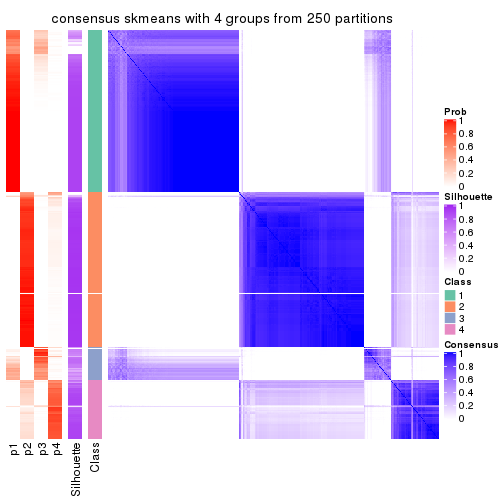 consensus skmeans with 4 groups from 250 partitions
Prob
1
0.8
0.6
0.4
0.2
0
Silhouette
1
0.8
0.6
0.4
0.2
0
Class
1
2
3
4
Consensus
1
0.8
0.6
0.4
0.2
0
p1
p2
p3
p4
Silhouette
Class